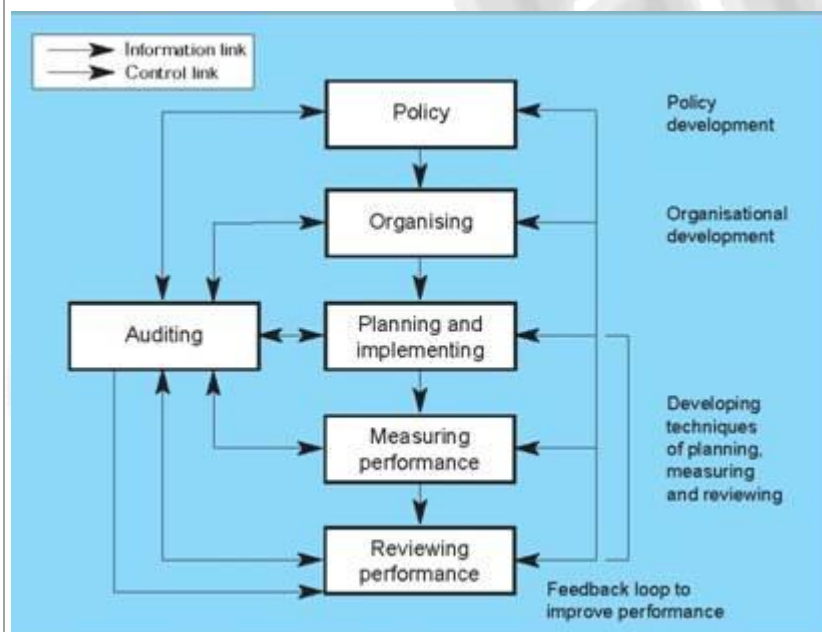 Information link
Control link
Policy
Policy
development
Organising
Organisational
development
Auditing
Planning and
implementing
Developing
techniques
of planning,
measuring
and reviewing
Measuring
performance
Reviewing
performance
Feedback loop to
improve performance